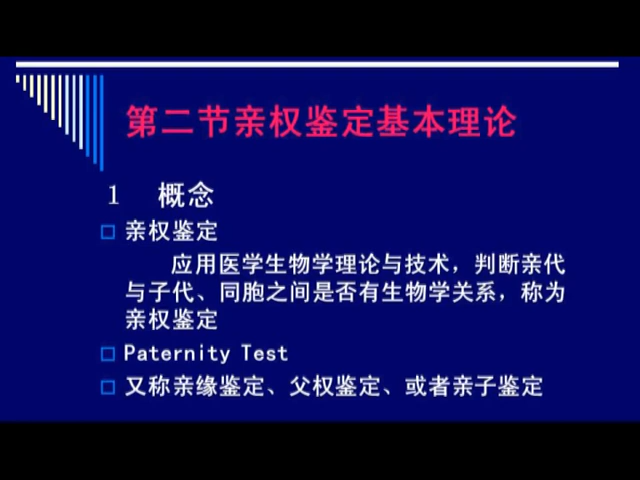 第二节亲权鉴定基本理论
1 概念
亲权鉴定
应用医学生物学理论与技术，判断亲代
与子代、同胞之间是否有生物学关系，称为
亲权鉴定
Paternity Test
又称亲缘鉴定、父权鉴定、或者亲子鉴定